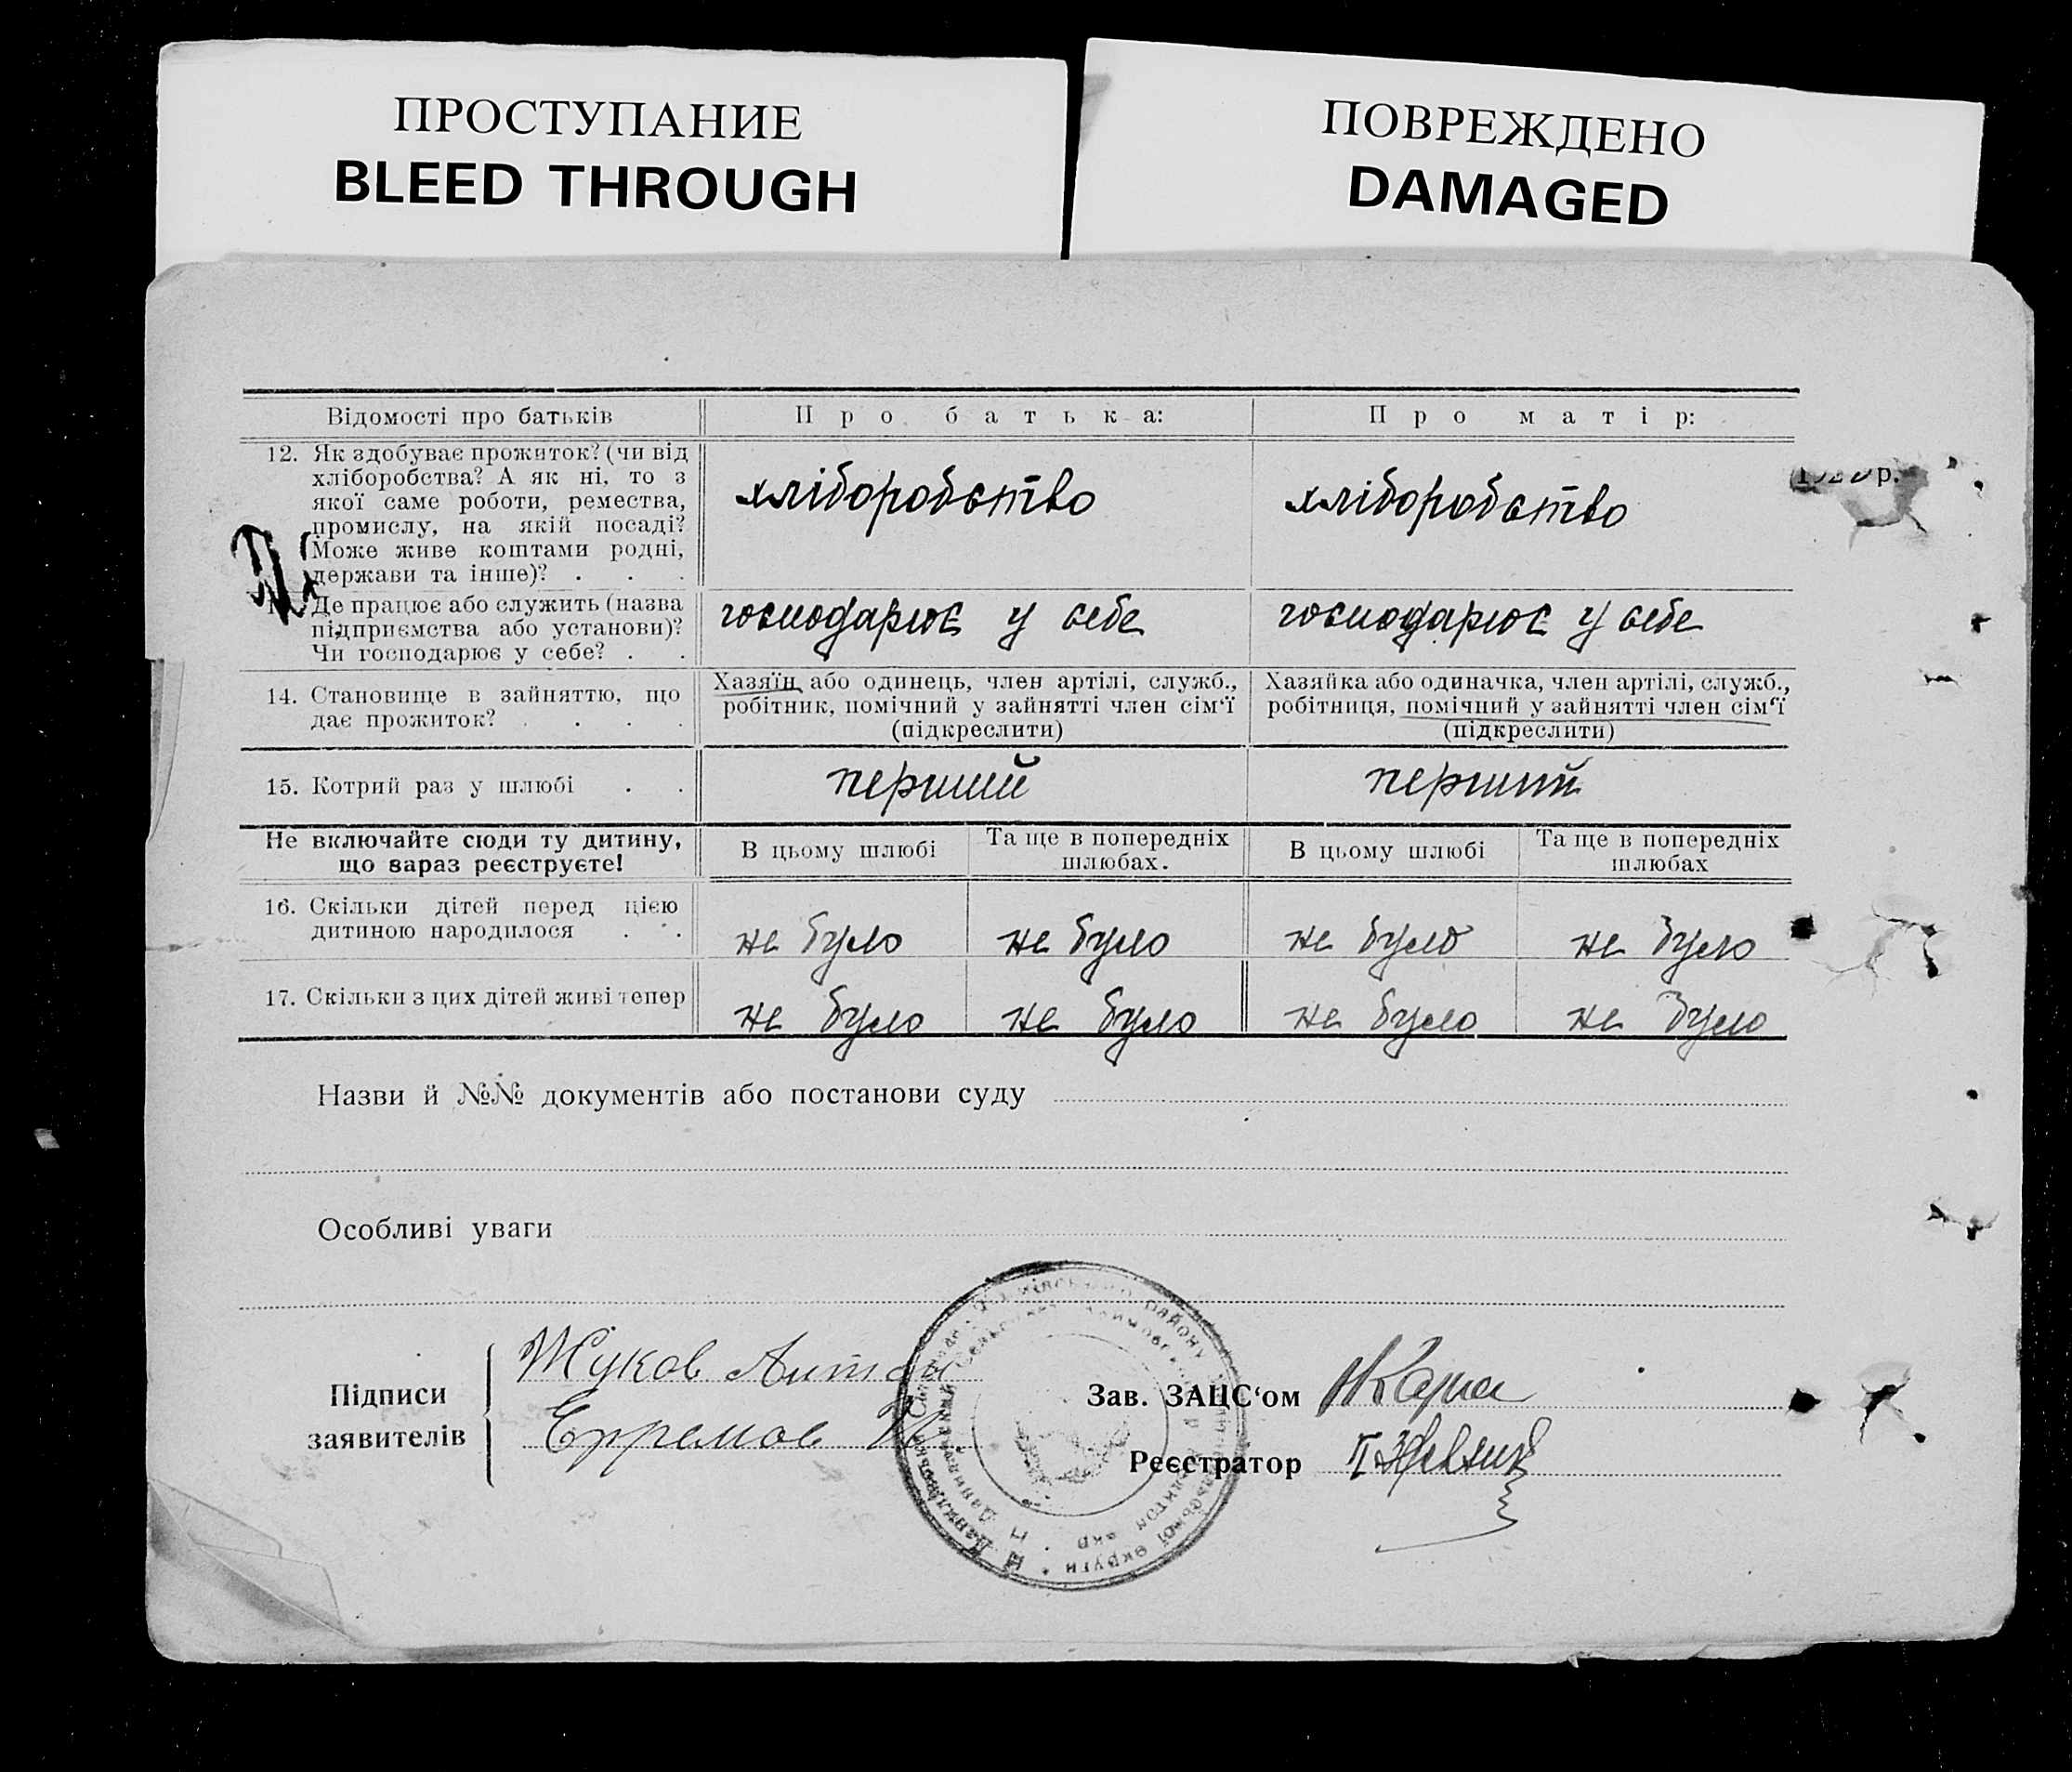 ПРОСТУПАНИЕ
BLEED THROUGH
ПОВРЕЖДЕНО
DAMAGED
Відомості про батьків
Про батька:
Про матір:
12. Як здобуває прожиток? (чи від
хліборобства? А як ні, то з
якої саме роботи, ремества,
промислу, на якій посаді?
Може живе коштами родні,
держави та інше)? . . .
хліборобство
хліборобство
р.
Де працює або служить (назва
підприємства або установи)?
Чи господарює у себе? . .
господарює у себе
господарює у себе
14. Становище в зайняттю, що
дає прожиток? . . . .
Хазяїн або одинець, член артілі, служб.,
робітник, помічний у зайнятті член сім'ї
(підкреслити)
Хазяйка або одиначка, член артілі, служб.,
робітниця, помічний у зайнятті член сім'ї
(підкреслити)
15. Котрий раз у шлюбі . .
перший
перший
Не включайте сюди ту дитину,
що зараз реєструєте!
В цьому шлюбі
Та ще в попередніх
шлюбах.
В цьому шлюбі
Та ще в попередніх
шлюбах
16. Скільки дітей перед цією
дитиною народилося . . .
не було
не було
не було
не було
17. Скільки з цих дітей живі тепер
не було
не було
не було
не було
Назви й №№ документів або постанови суду
Особливі уваги
Підписи
заявителів
Жуков Антон
Ефремов
Зав. ЗАЦС‘ом
Реєстратор
району
округи